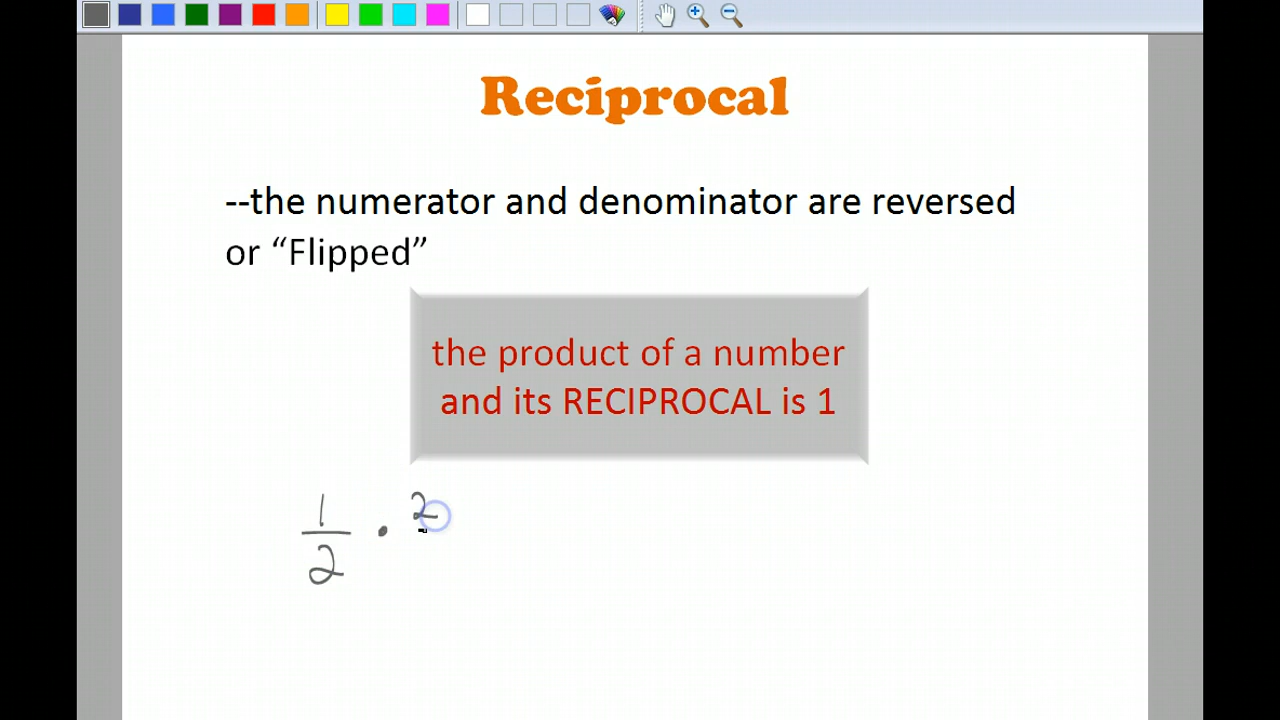 Reciprocal
--the numerator and denominator are reversed
or “Flipped”
the product of a number
and its RECIPROCAL is 1
1/2 · 2